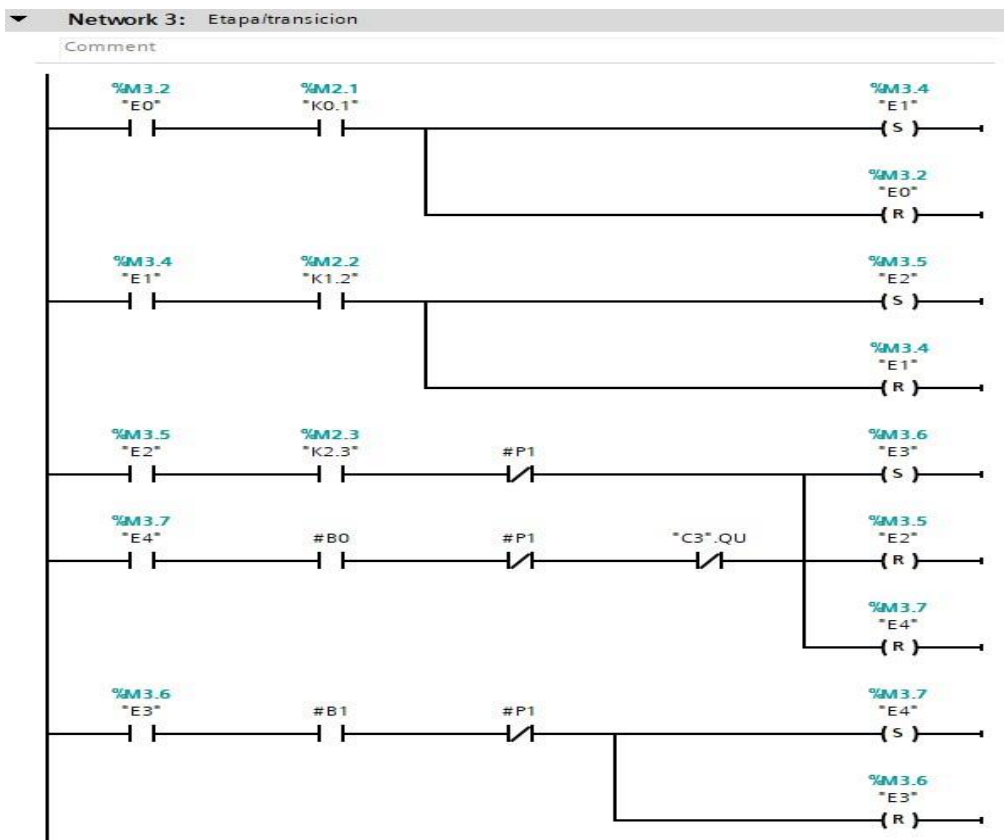 Network 3: Etapa/transicion
Comment
%M3.2 %M2.1 %M3.4
"E0" "K0.1" "E1"
S
%M3.2
"E0"
R
%M3.4 %M2.2 %M3.5
"E1" "K1.2" "E2"
S
%M3.4
"E1"
R
%M3.5 %M2.3 %M3.6
"E2" "K2.3" #P1 "E3"
S
%M3.7 %M3.5
"E4" #B0 #P1 "C3".QU "E2"
R
%M3.7
"E4"
R
%M3.6 %M3.7
"E3" #B1 #P1 "E4"
S
%M3.6
"E3"
R